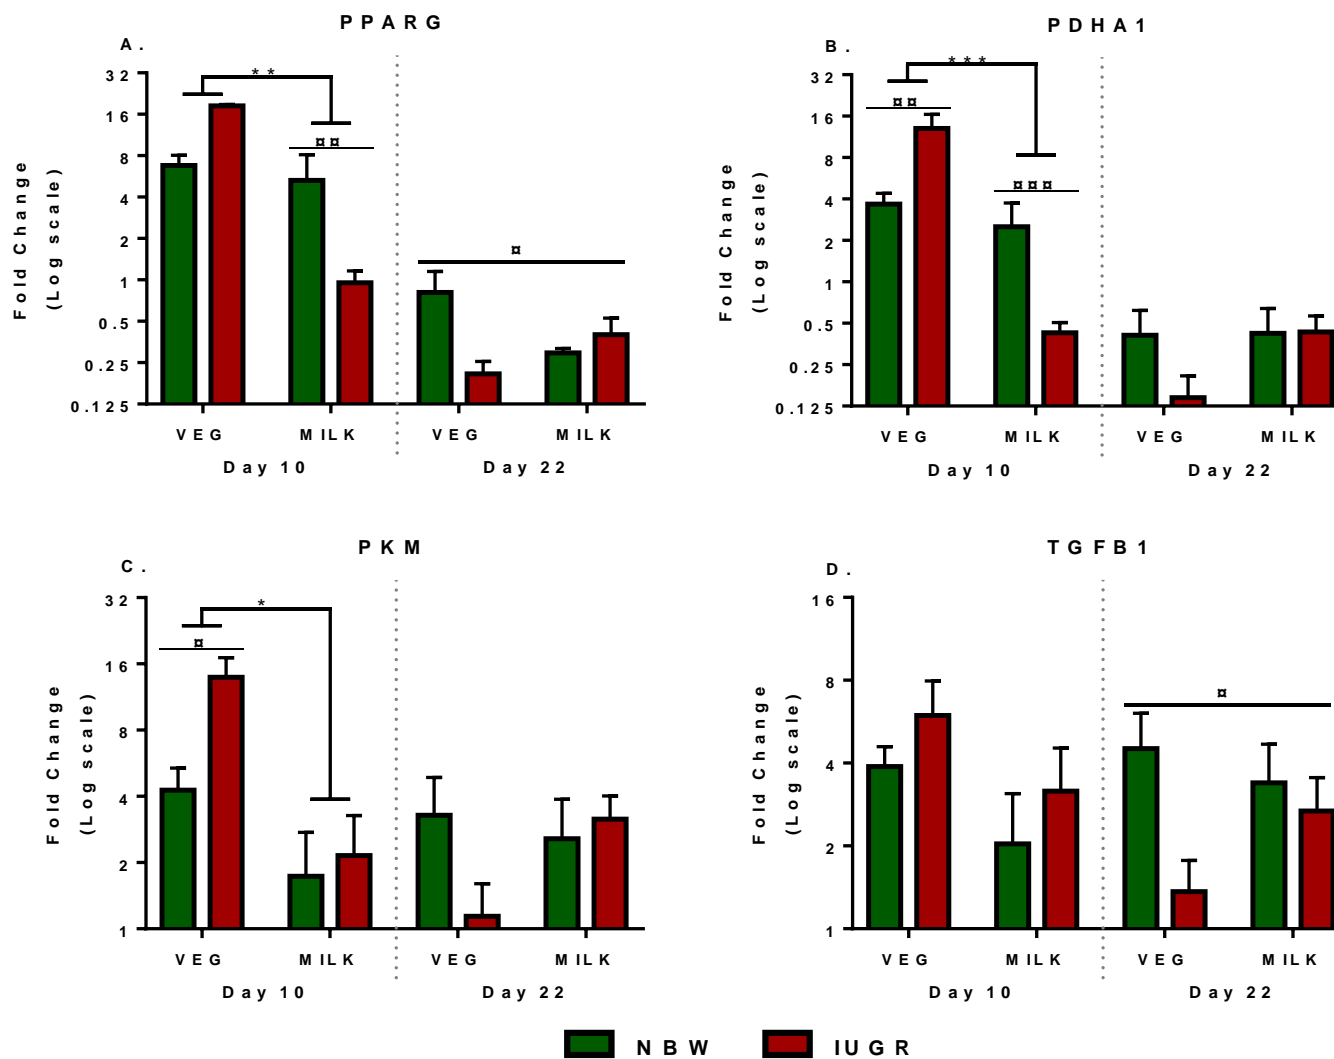 PPARG
A.
32
16
8
4
2
1
0.5
0.25
0.125
Fold Change
(Log scale)
**
¤¤
¤
VEG MILK VEG MILK
Day 10 Day 22
PDHA1
B.
32
16
8
4
2
1
0.5
0.25
0.125
Fold Change
(Log scale)
***
¤¤
¤¤¤
VEG MILK VEG MILK
Day 10 Day 22
PKM
C.
32
16
8
4
2
1
Fold Change
(Log scale)
*
¤
VEG MILK VEG MILK
Day 10 Day 22
TGFB1
D.
16
8
4
2
1
Fold Change
(Log scale)
¤
VEG MILK VEG MILK
Day 10 Day 22
NBW IUGR